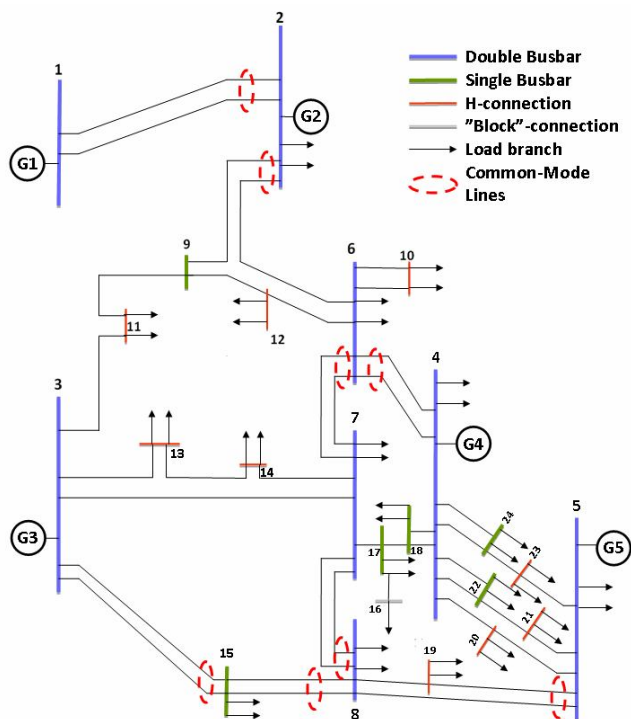 2
1
Double Busbar
Single Busbar
H-connection
”Block”-connection
Load branch
Common-Mode
Lines
G2
G1
9
6
10
11
12
4
3
7
G4
13
14
5
24
G3
G5
17
18
23
22
16
21
20
15
19
8